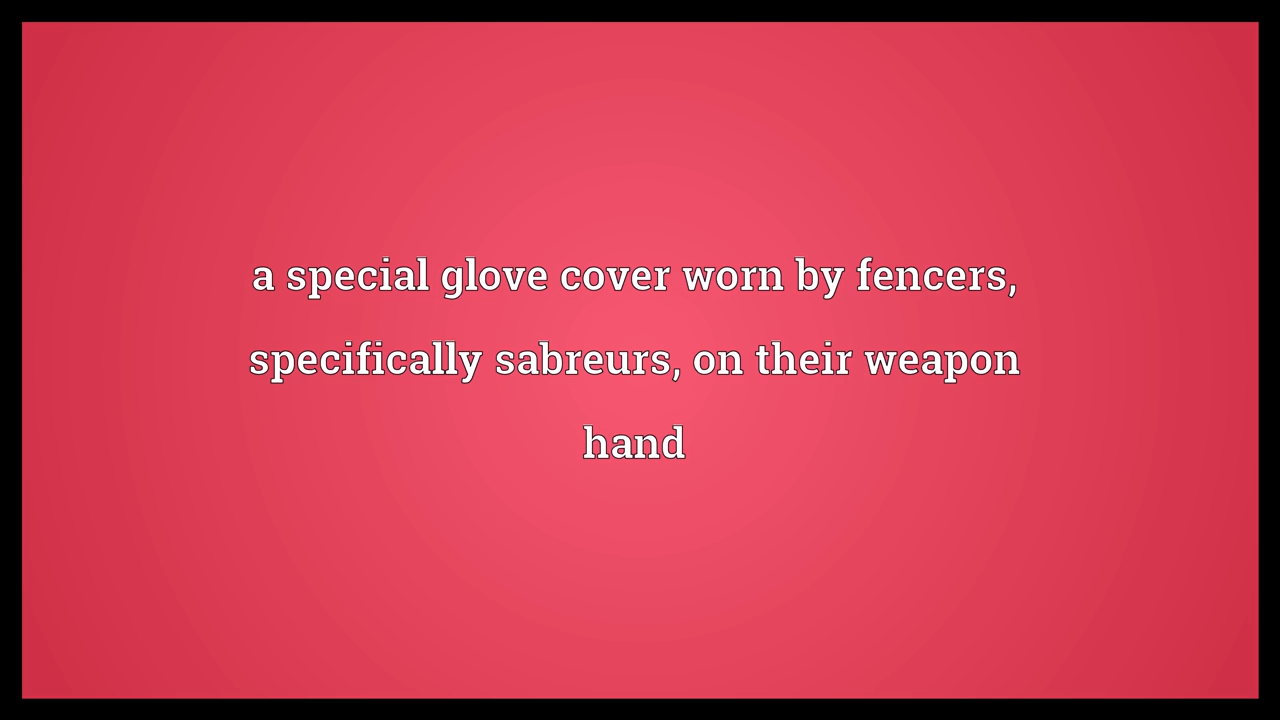 a special glove cover worn by fencers,
specifically sabreurs, on their weapon
hand